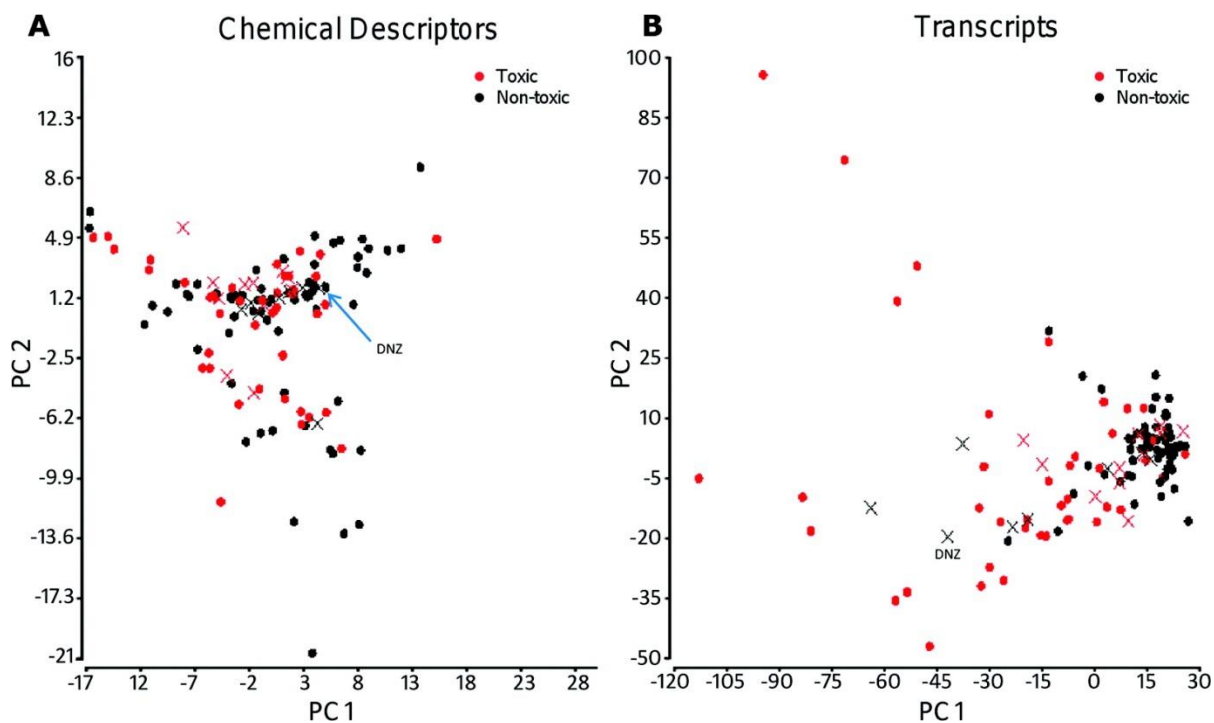 A Chemical Descriptors
16
12.3
8.6
4.9
1.2
-2.5
-6.2
-9.9
-13.6
-17.3
-21
PC 2
Toxic
Non-toxic
DNZ
-17 -12 -7 -2 3 8 13 18 23 28
PC 1
B Transcripts
100
85
70
55
40
25
10
-5
-20
-35
-50
PC 2
Toxic
Non-toxic
DNZ
-120 -105 -90 -75 -60 -45 -30 -15 0 15 30
PC 1